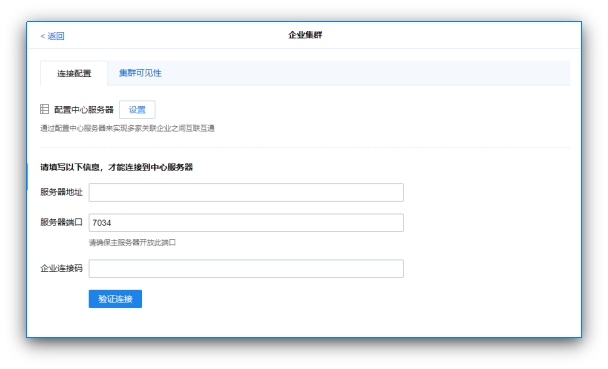 < 返回
企业集群
连接配置
集群可见性
配置中心服务器
设置
通过配置中心服务器来实现多家关联企业之间互联互通
请填写以下信息，才能连接到中心服务器
服务器地址
服务器端口
7034
请确保主服务器开放此端口
企业连接码
验证连接